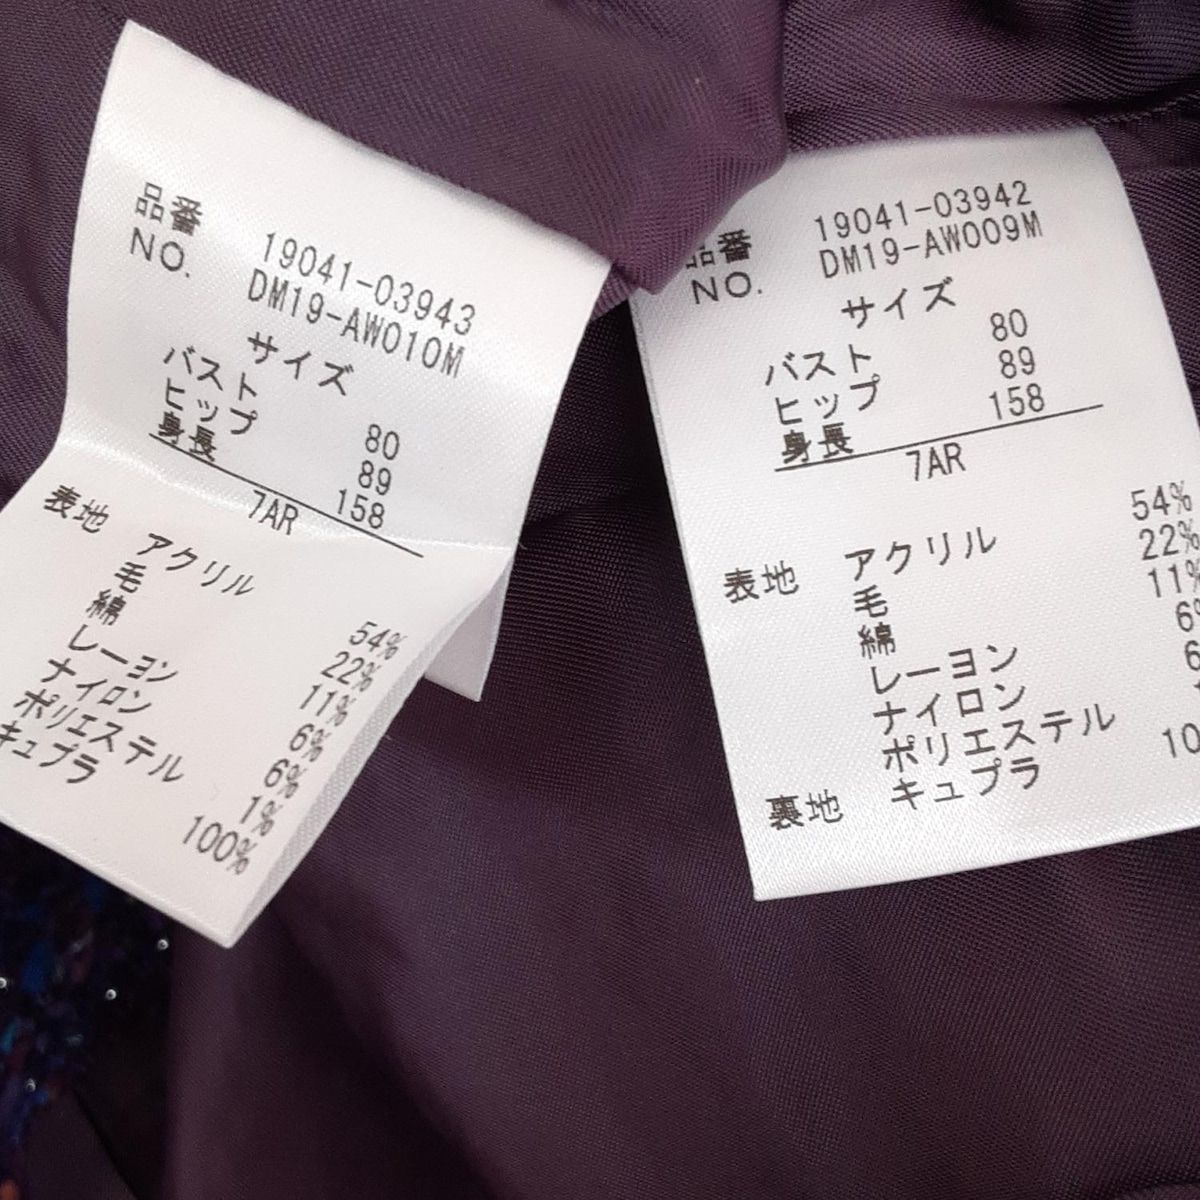 品番 19041-03943
NO. DM19-AW010M
サイズ
バスト 80
ヒップ 89
身長 158
7AR
表地 アクリル 54%
毛 22%
綿 11%
レーヨン 6%
ナイロン 6%
ポリエステル 1%
キュプラ 100%
品番 19041-03942
NO. DM19-AW009M
サイズ
バスト 80
ヒップ 89
身長 158
7AR
表地 アクリル 54%
毛 22%
綿 11%
レーヨン 6%
ナイロン 6
ポリエステル
裏地 キュプラ 10